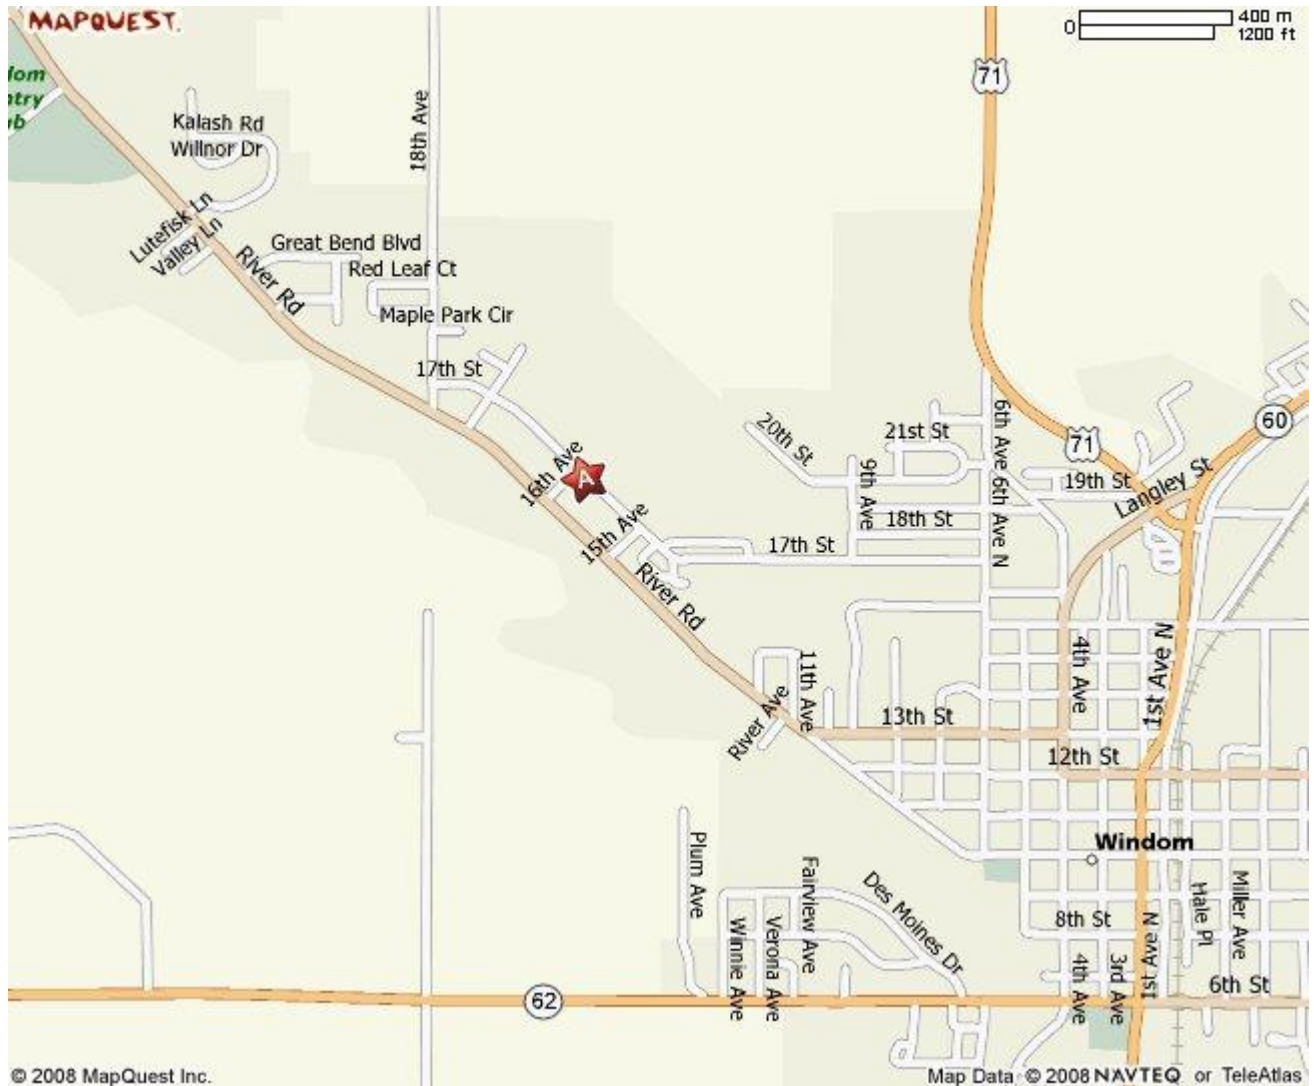 MAPQUEST.
0
400 m
1200 ft
71
dom
ntry
ub
Kalash Rd
Willnor Dr
18th Ave
Lutefisk Ln
Valley Ln
River Rd
Great Bend Blvd
Red Leaf Ct
Maple Park Cir
17th St
20th St
21st St
6th Ave
71
60
16th Ave
A
9th Ave
6th Ave N
19th St
Langley St
15th Ave
18th St
17th St
River Rd
11th Ave
4th Ave
1st Ave N
River Ave
13th St
12th St
Windom
Plum Ave
Fairview Ave
Des Moines Dr
Hale Pl
Miller Ave
8th St
Winnie Ave
Verona Ave
1st Ave N
4th Ave
3rd Ave
6th St
62
© 2008 MapQuest Inc.
Map Data © 2008 NAVTEQ or TeleAtlas